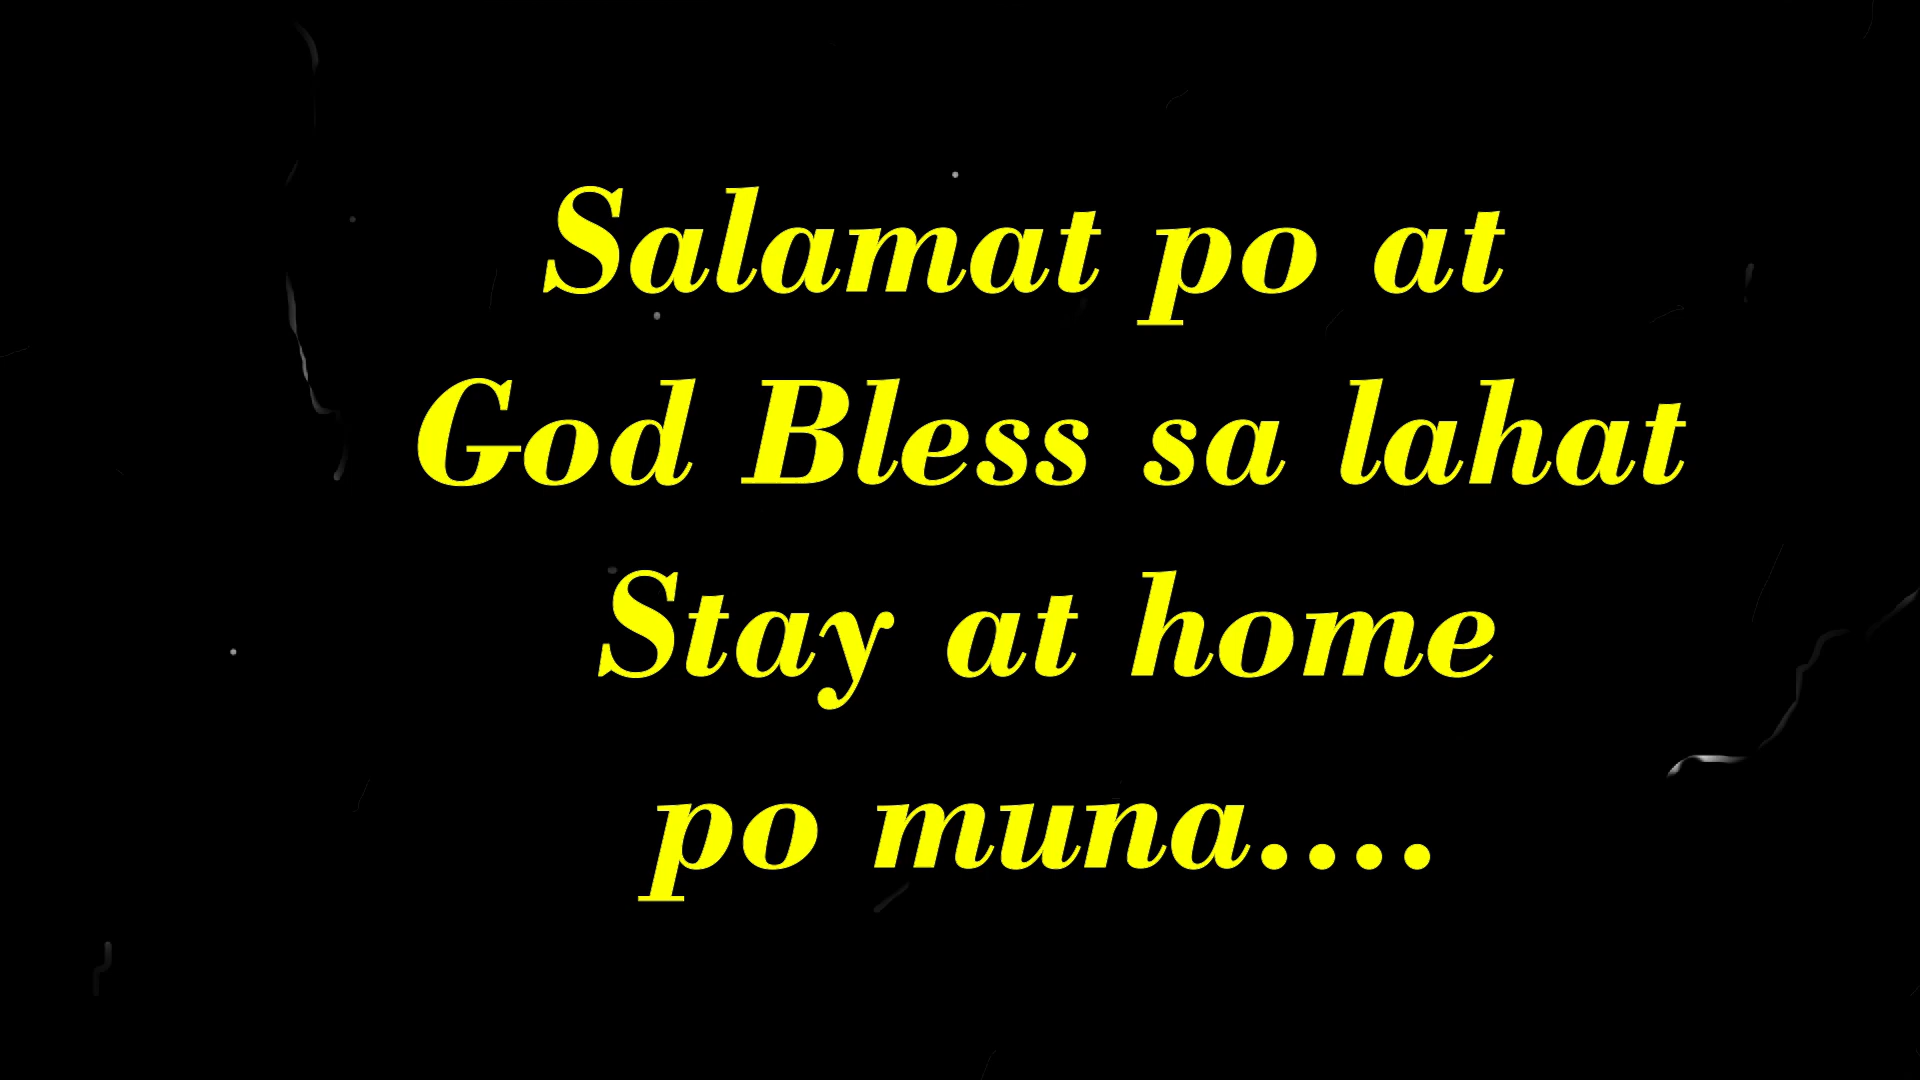 Salamat po at
God Bless sa lahat
Stay at home
po muna....